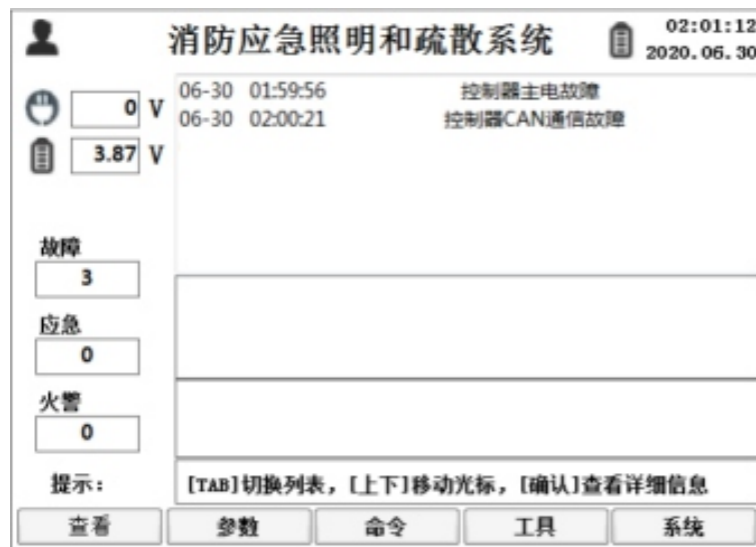 消防应急照明和疏散系统
02:01:12
2020.06.30
0 V
3.87 V
06-30 01:59:56 控制器主电故障
06-30 02:00:21 控制器CAN通信故障
故障
3
应急
0
火警
0
提示: [TAB]切换列表, [上下]移动光标, [确认]查看详细信息
查看 参数 命令 工具 系统